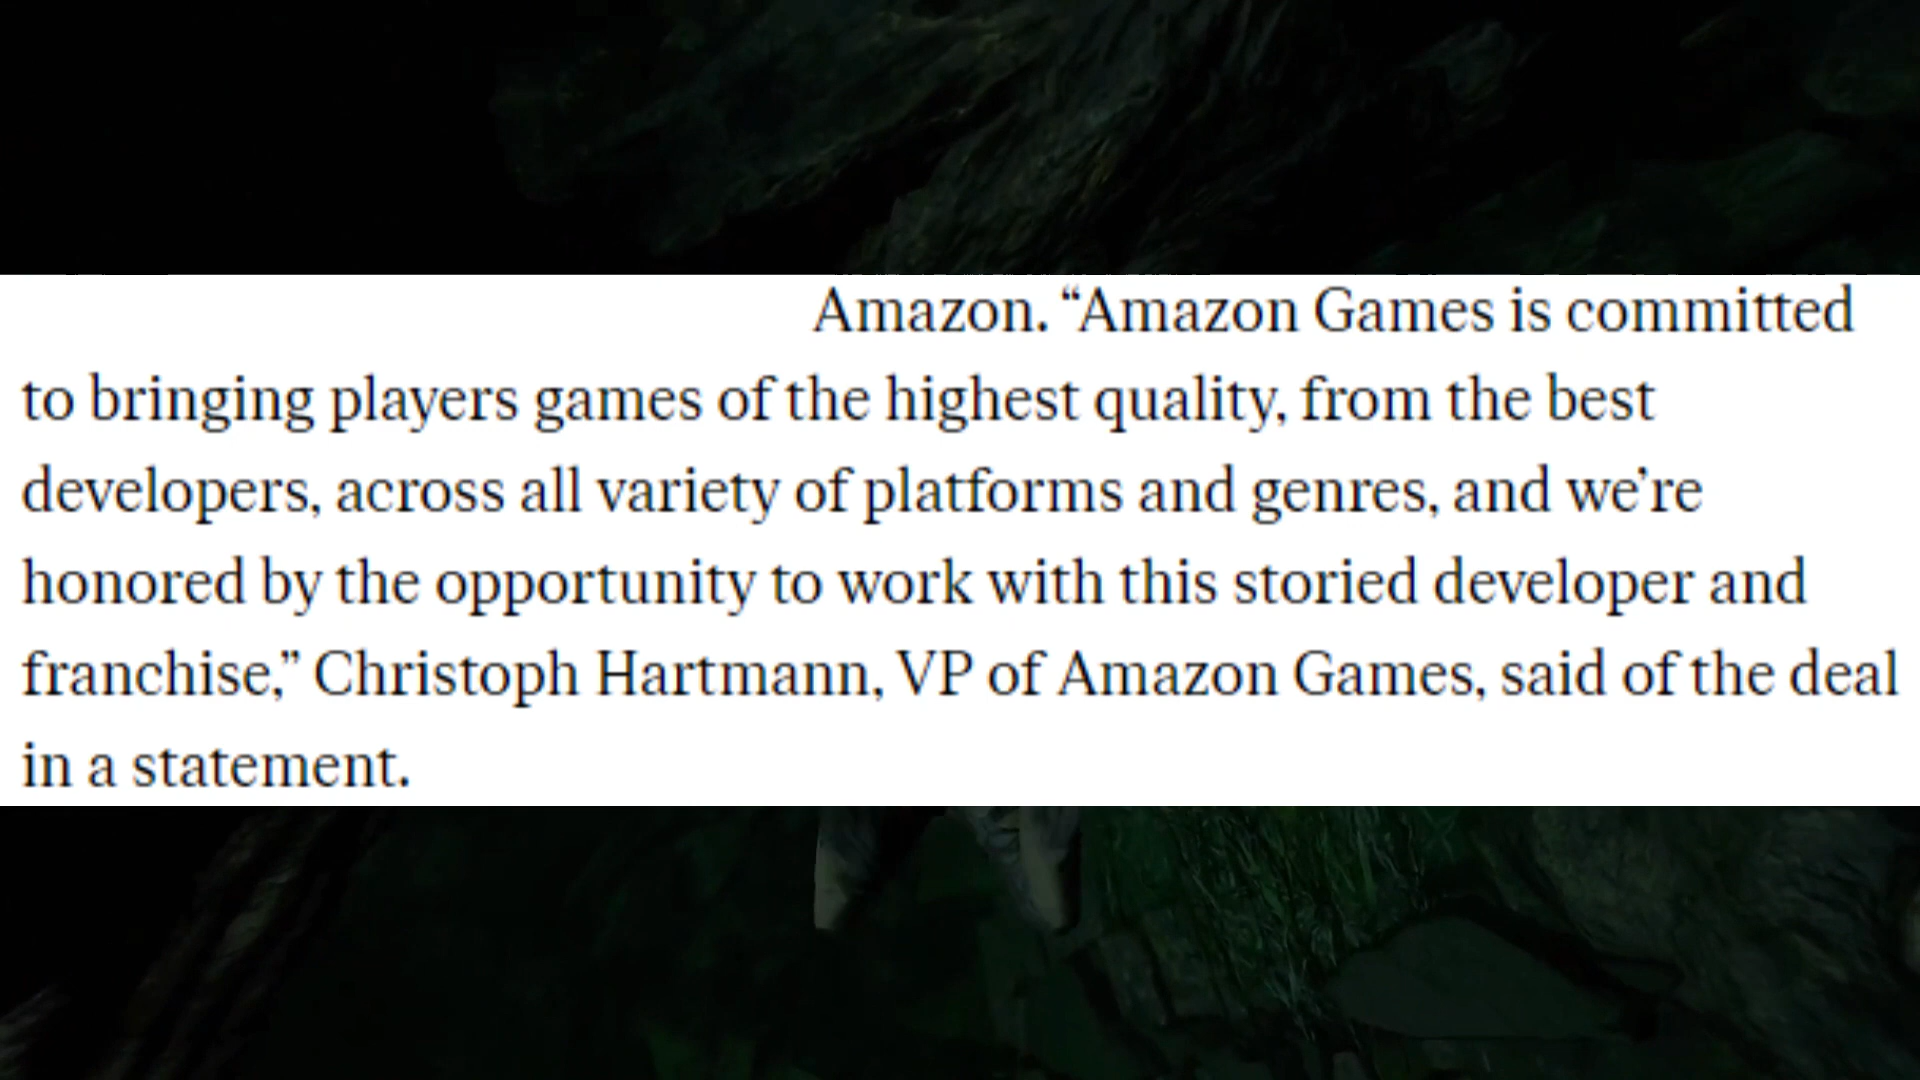 Amazon. “Amazon Games is committed
to bringing players games of the highest quality, from the best
developers, across all variety of platforms and genres, and we’re
honored by the opportunity to work with this storied developer and
franchise,” Christoph Hartmann, VP of Amazon Games, said of the deal
in a statement.